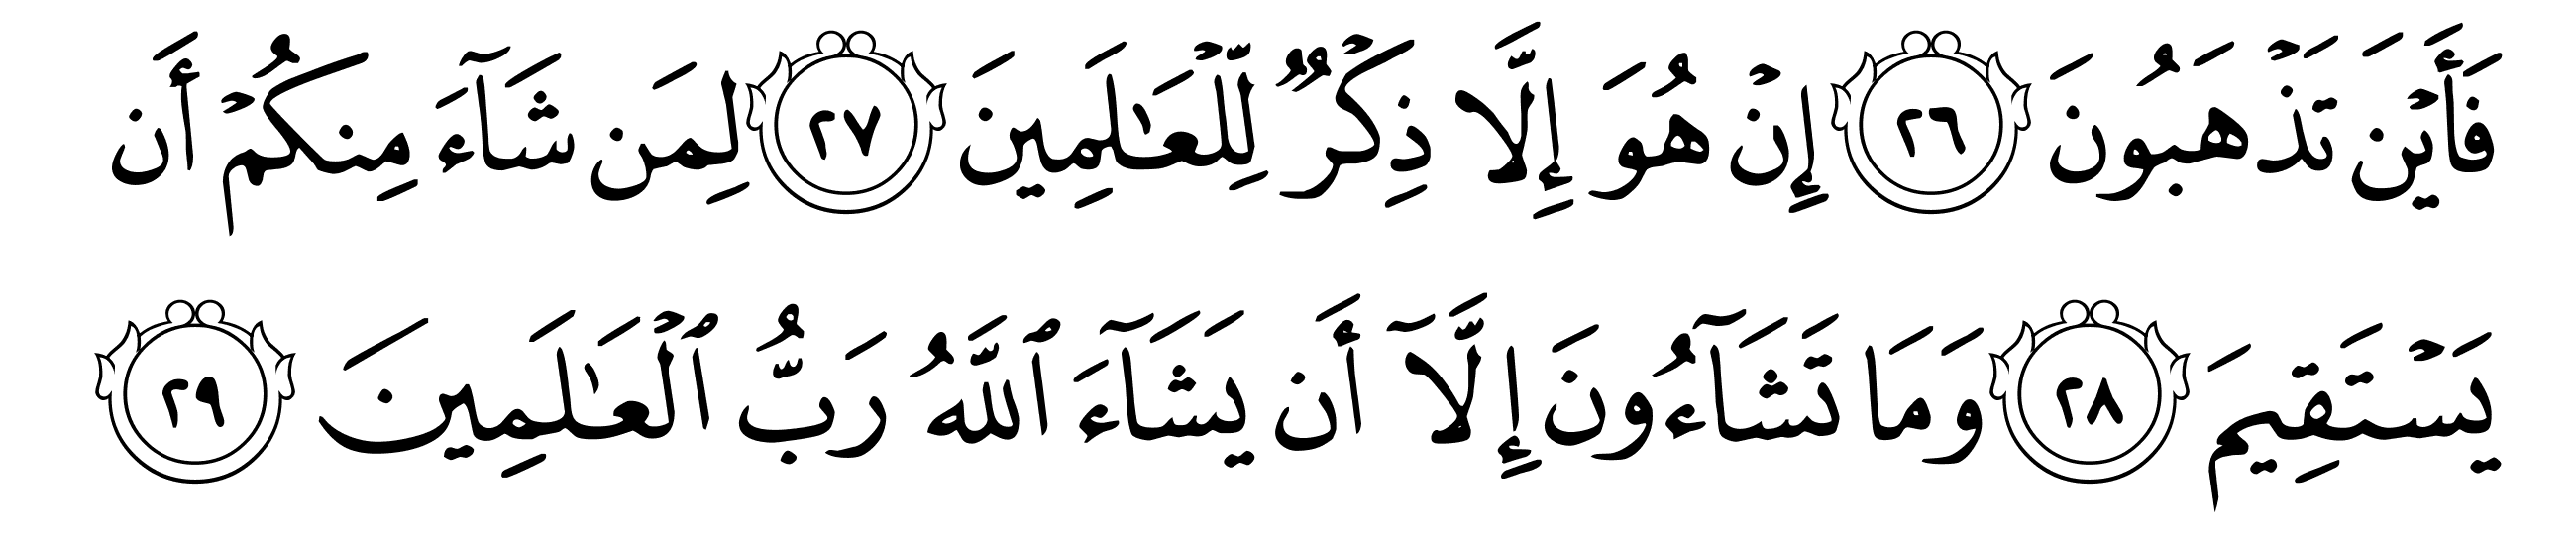 فَأَيْنَ تَذْهَبُونَ ٢٦ إِنْ هُوَ إِلَّا ذِكْرٌ لِّلْعَـٰلَمِينَ ٢٧ لِمَن شَآءَ مِنكُمْ أَن
يَسْتَقِيمَ ٢٨ وَمَا تَشَآءُونَ إِلَّآ أَن يَشَآءَ ٱللَّهُ رَبُّ ٱلْعَـٰلَمِينَ ٢٩